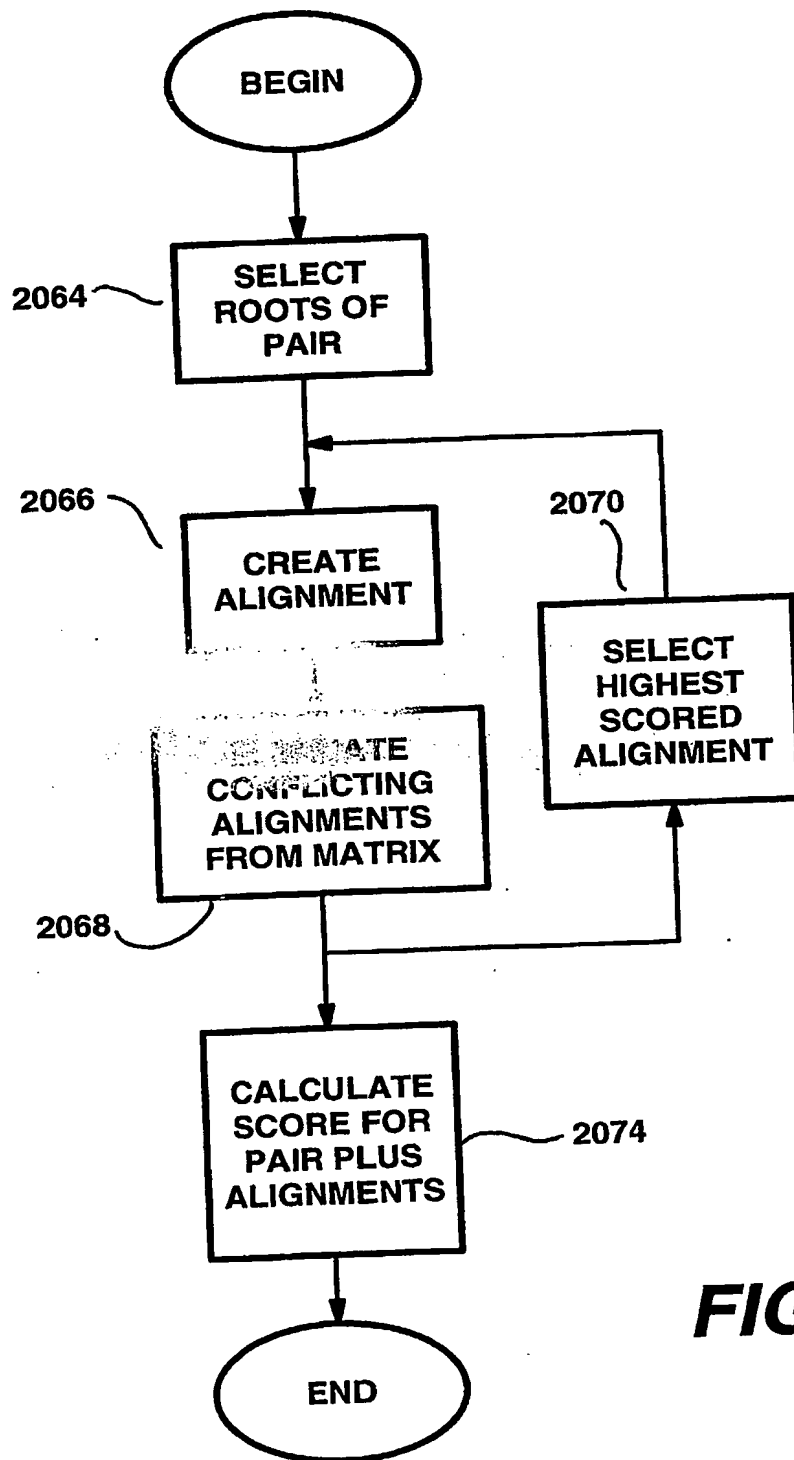 BEGIN
2064
SELECT
ROOTS OF
PAIR
2066
CREATE
ALIGNMENT
2070
SELECT
HIGHEST
SCORED
ALIGNMENT
CONFLICTING
ALIGNMENTS
FROM MATRIX
2068
CALCULATE
SCORE FOR
PAIR PLUS
ALIGNMENTS
2074
FIG
END